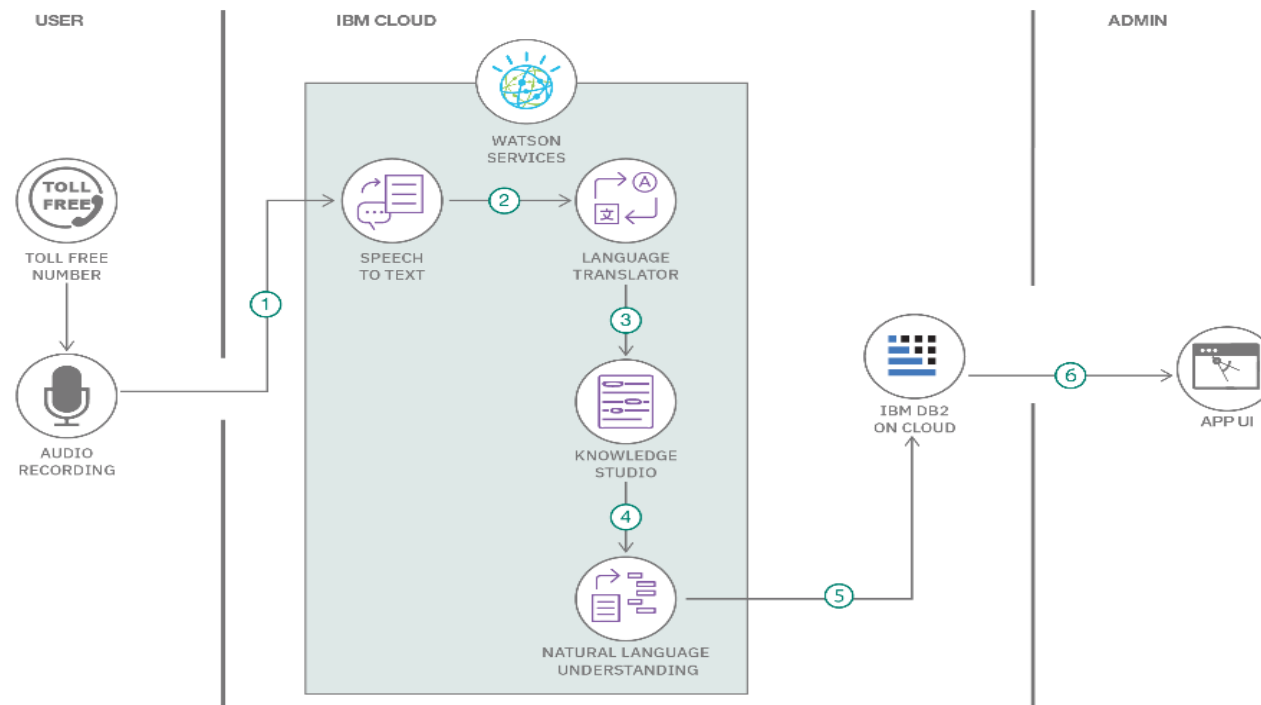 USER
IBM CLOUD
ADMIN
WATSON
SERVICES
TOLL
FREE
A
文
TOLL FREE
NUMBER
SPEECH
TO TEXT
2
LANGUAGE
TRANSLATOR
1
3
AUDIO
RECORDING
KNOWLEDGE
STUDIO
IBM DB2
ON CLOUD
6
APP UI
4
5
NATURAL LANGUAGE
UNDERSTANDING